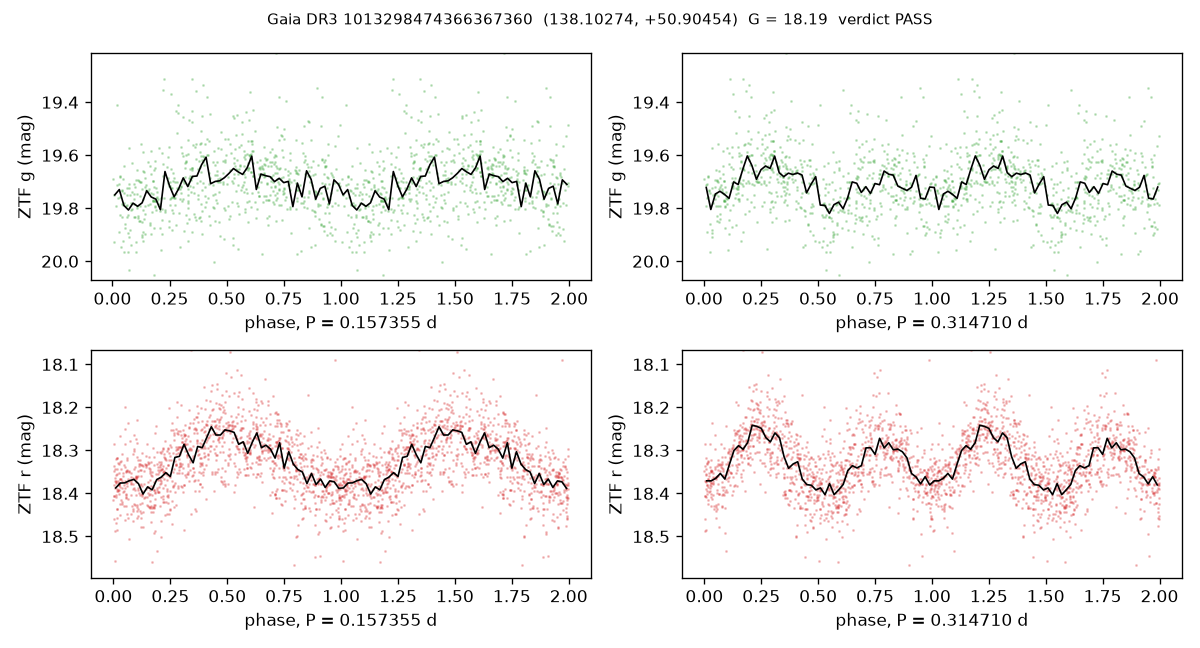 Gaia DR3 1013298474366367360 (138.10274, +50.90454) G = 18.19 verdict PASS
ZTF g (mag)
19.4
19.6
19.8
20.0
0.00 0.25 0.50 0.75 1.00 1.25 1.50 1.75 2.00
phase, P = 0.157355 d
ZTF g (mag)
19.4
19.6
19.8
20.0
0.00 0.25 0.50 0.75 1.00 1.25 1.50 1.75 2.00
phase, P = 0.314710 d
ZTF r (mag)
18.1
18.2
18.3
18.4
18.5
0.00 0.25 0.50 0.75 1.00 1.25 1.50 1.75 2.00
phase, P = 0.157355 d
ZTF r (mag)
18.1
18.2
18.3
18.4
18.5
0.00 0.25 0.50 0.75 1.00 1.25 1.50 1.75 2.00
phase, P = 0.314710 d